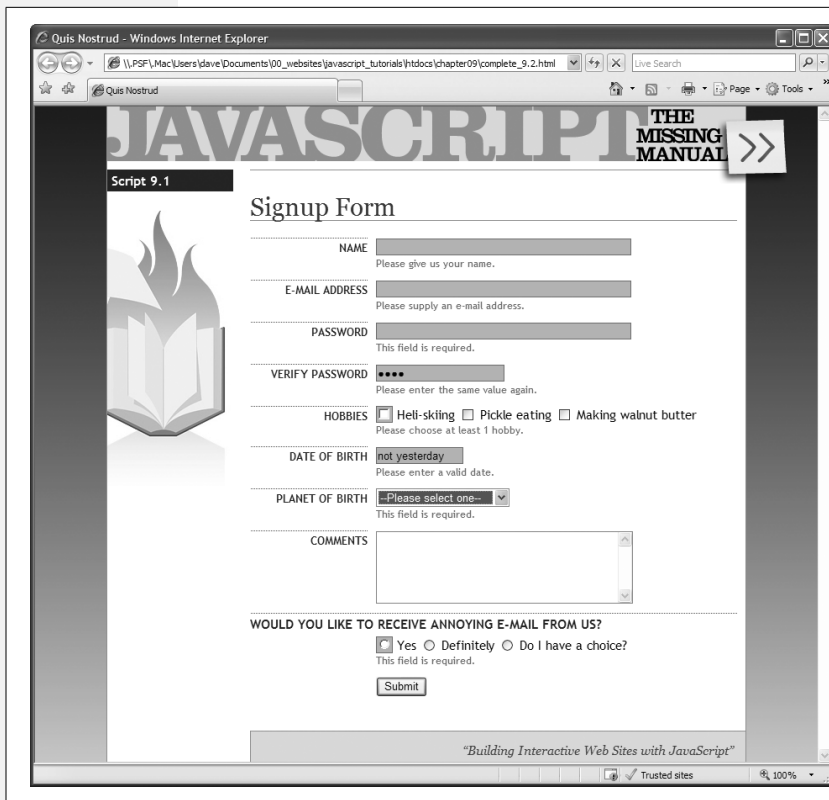 Quis Nostrud - Windows Internet Explorer
\\.PSF\.Mac\Users\dave\Documents\00_websites\javascript_tutorials\htdocs\chapter09\complete_9.2.html
Live Search
Quis Nostrud
Page
Tools
»
JAVASCRIPT
THE
MISSING
MANUAL
Script 9.1
Signup Form
NAME
Please give us your name.
E-MAIL ADDRESS
Please supply an e-mail address.
PASSWORD
This field is required.
VERIFY PASSWORD ••••
Please enter the same value again.
HOBBIES Heli-skiing Pickle eating Making walnut butter
Please choose at least 1 hobby.
DATE OF BIRTH not yesterday
Please enter a valid date.
PLANET OF BIRTH --Please select one--
This field is required.
COMMENTS
WOULD YOU LIKE TO RECEIVE ANNOYING E-MAIL FROM US?
Yes Definitely Do I have a choice?
This field is required.
Submit
“Building Interactive Web Sites with JavaScript”
Trusted sites
100%